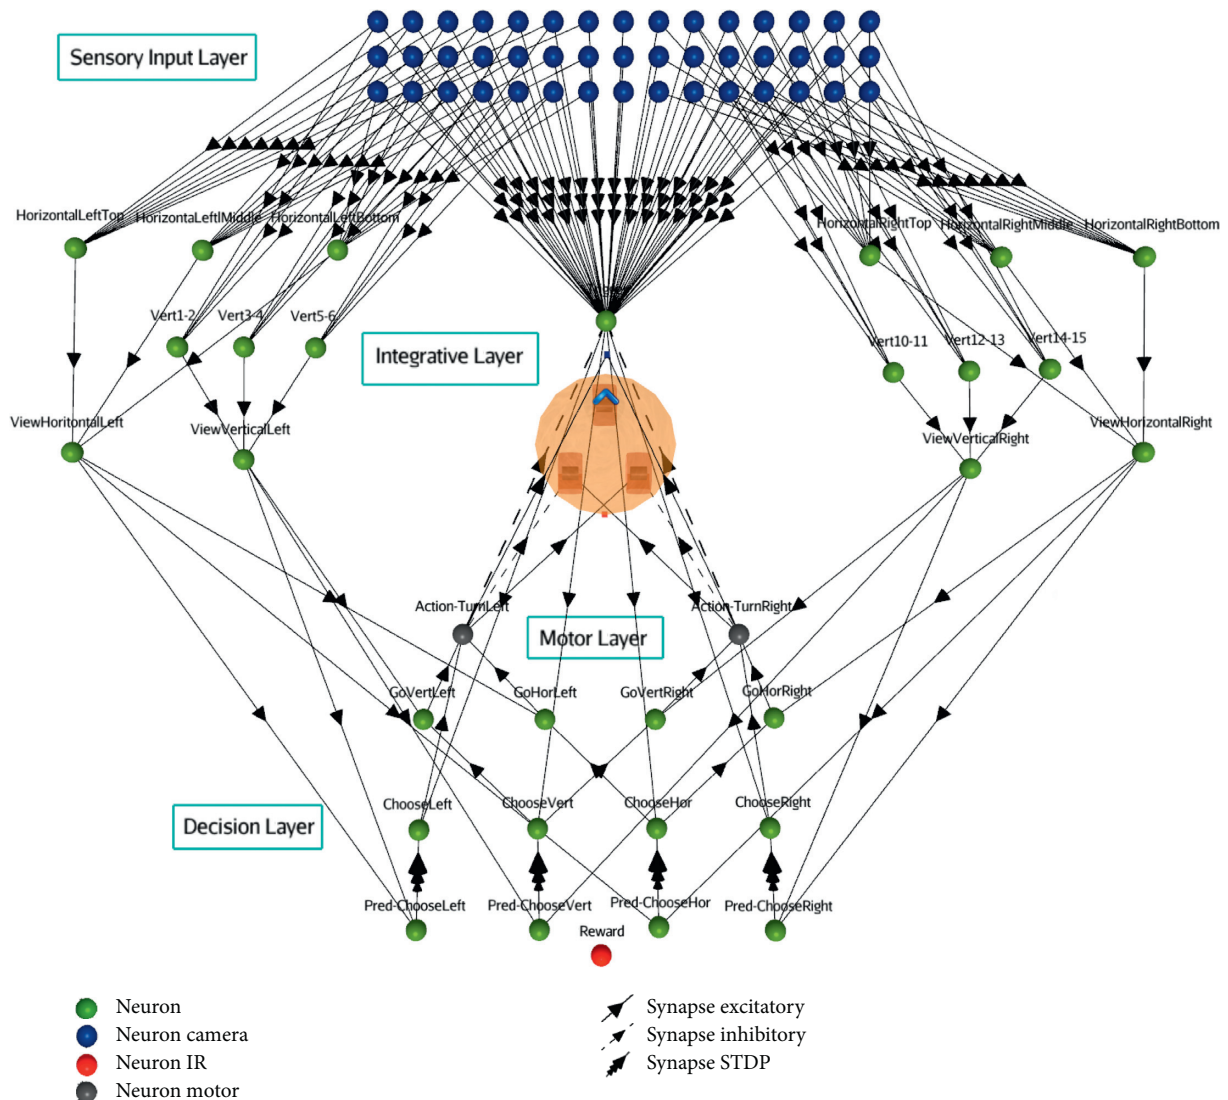 Sensory Input Layer
HorizontalLeftTop
HorizontaLeftlMiddle
HorizontalLeftBottom
HorizontalRightTop
HorizontalRightMiddle
HorizontalRightBottom
Vert1-2
Vert3-4
Vert5-6
Integrative Layer
Vert10-11
Vert12-13
Vert14-15
ViewHoritontalLeft
ViewVerticalLeft
ViewVerticalRight
ViewHorizontalRight
Action-TurnLeft
Action-TurnRight
Motor Layer
GoVertLeft
GoHorLeft
GoVertRight
GoHorRight
Decision Layer
ChooseLeft
ChooseVert
ChooseHor
ChooseRight
Pred-ChooseLeft
Pred-ChooseVert
Pred-ChooseHor
Pred-ChooseRight
Reward
Neuron
Neuron camera
Neuron IR
Neuron motor
Synapse excitatory
Synapse inhibitory
Synapse STDP